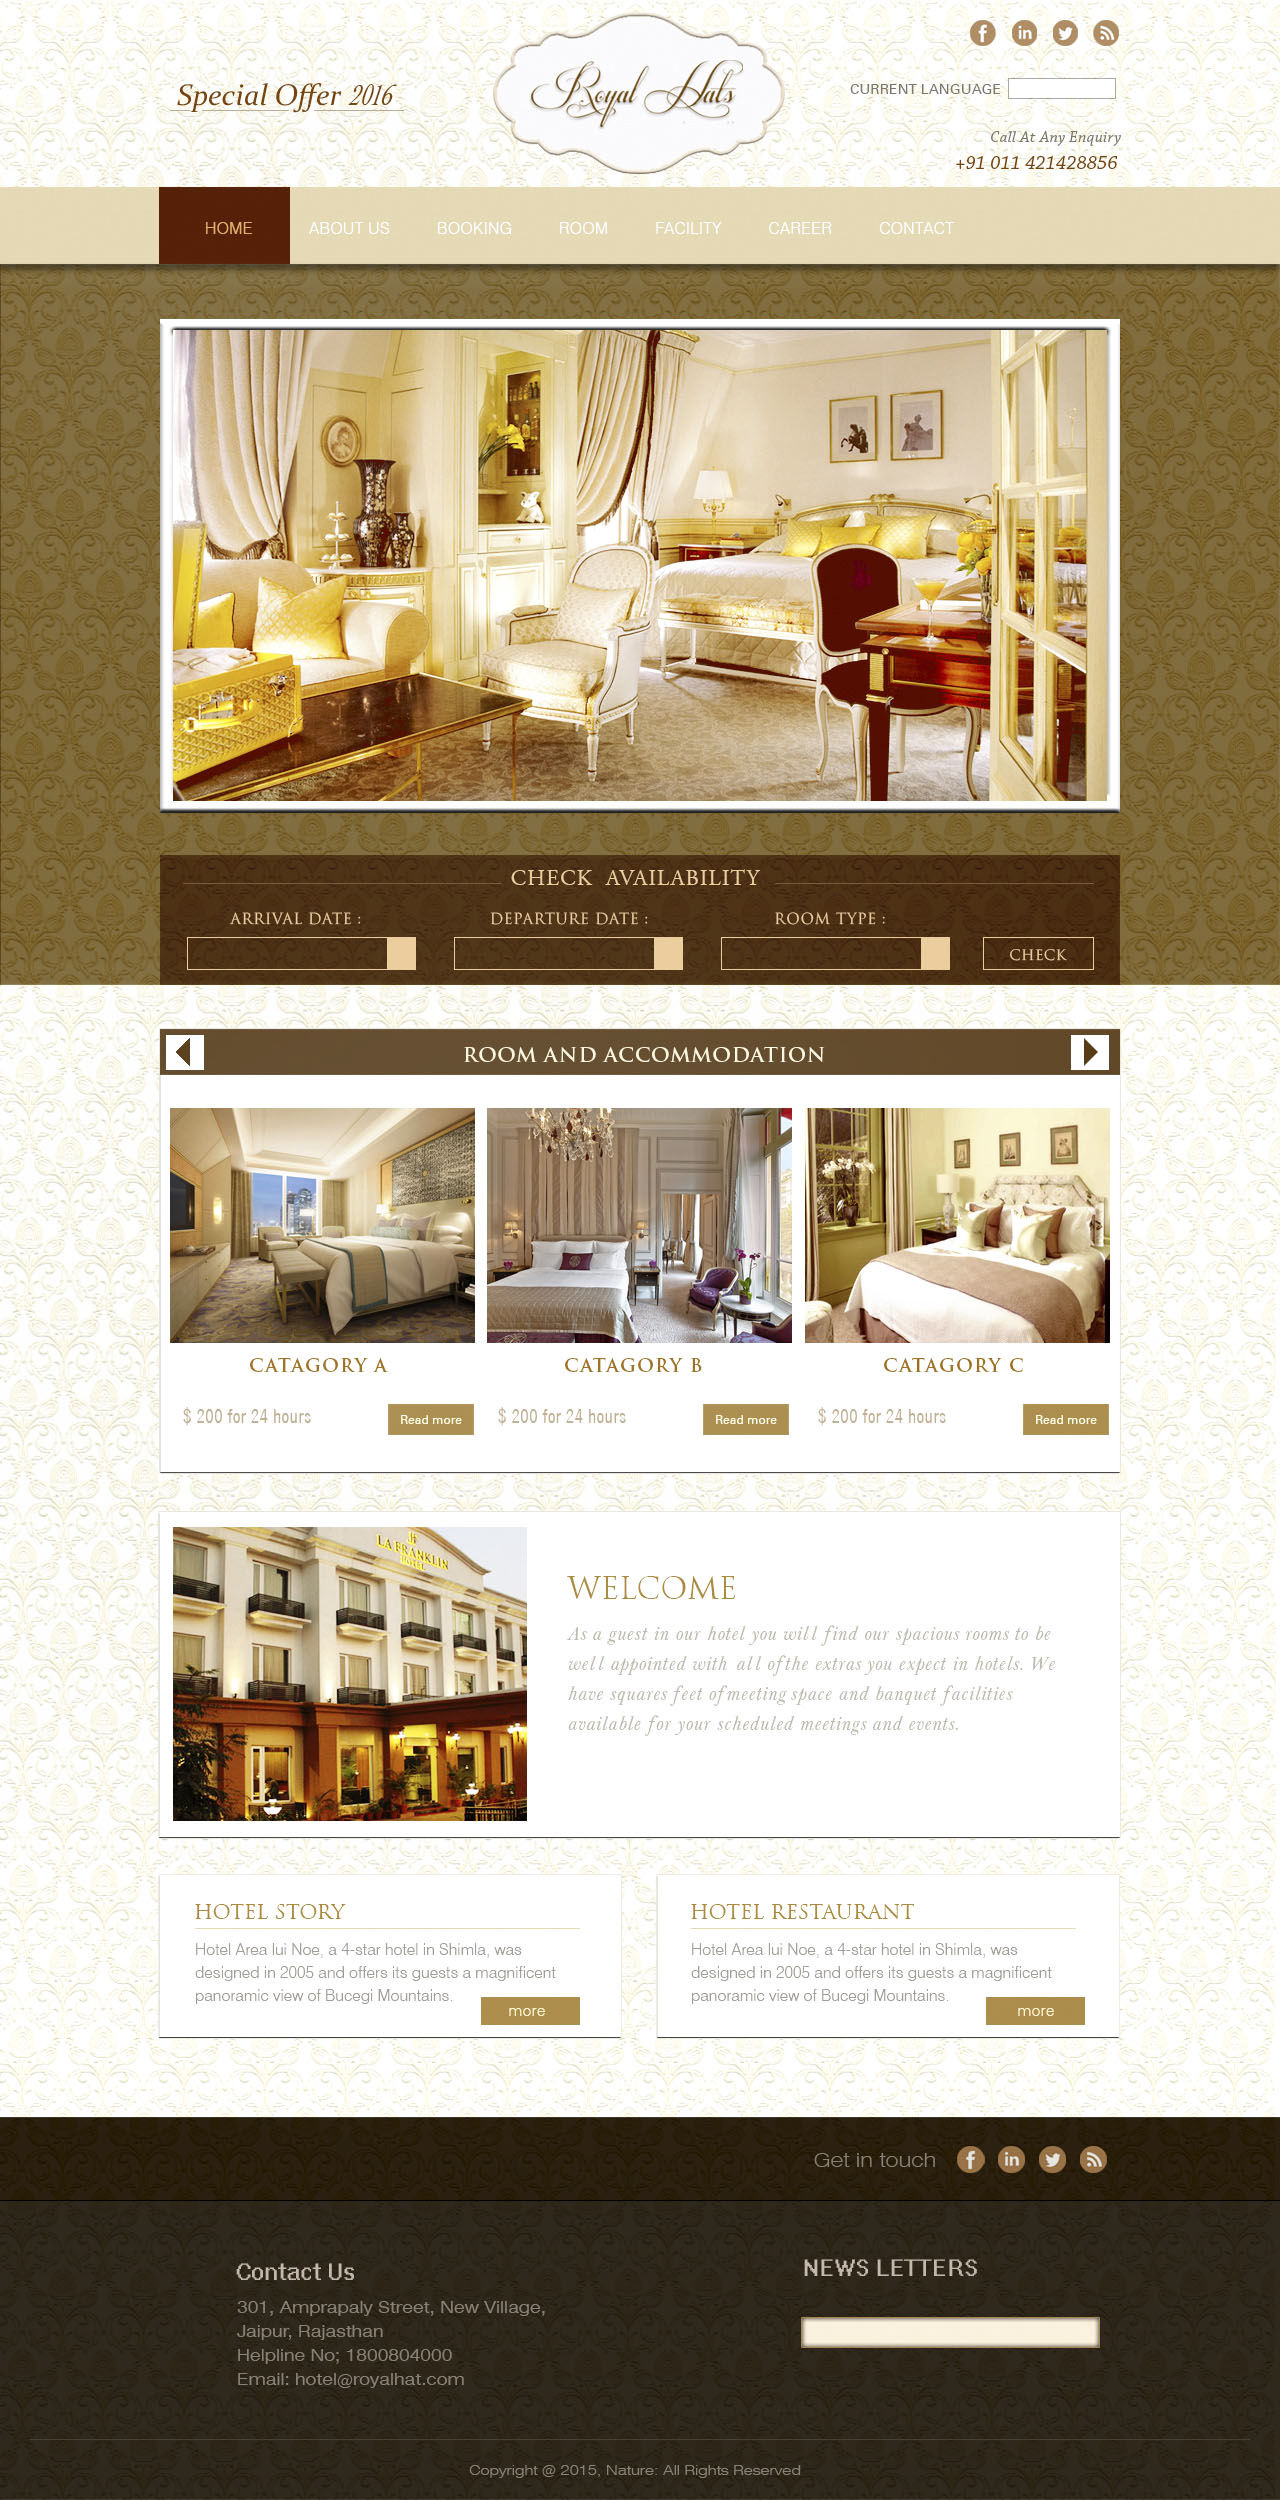 Special Offer 2016
Royal Hats
CURRENT LANGUAGE
Call At Any Enquiry
+91 011 421428856
HOME ABOUT US BOOKING ROOM FACILITY CAREER CONTACT
CHECK AVAILABILITY
ARRIVAL DATE : DEPARTURE DATE : ROOM TYPE :
CHECK
ROOM AND ACCOMMODATION
CATAGORY A CATAGORY B CATAGORY C
$ 200 for 24 hours Read more $ 200 for 24 hours Read more $ 200 for 24 hours Read more
LA FRANKLIN
HOTEL
WELCOME
As a guest in our hotel you will find our spacious rooms to be
well appointed with all of the extras you expect in hotels. We
have squares feet of meeting space and banquet facilities
available for your scheduled meetings and events.
HOTEL STORY
Hotel Area lui Noe, a 4-star hotel in Shimla, was
designed in 2005 and offers its guests a magnificent
panoramic view of Bucegi Mountains.
more
HOTEL RESTAURANT
Hotel Area lui Noe, a 4-star hotel in Shimla, was
designed in 2005 and offers its guests a magnificent
panoramic view of Bucegi Mountains.
more
Get in touch
Contact Us
301, Amprapaly Street, New Village,
Jaipur, Rajasthan
Helpline No; 1800804000
Email: hotel@royalhat.com
NEWS LETTERS
Copyright @ 2015, Nature: All Rights Reserved